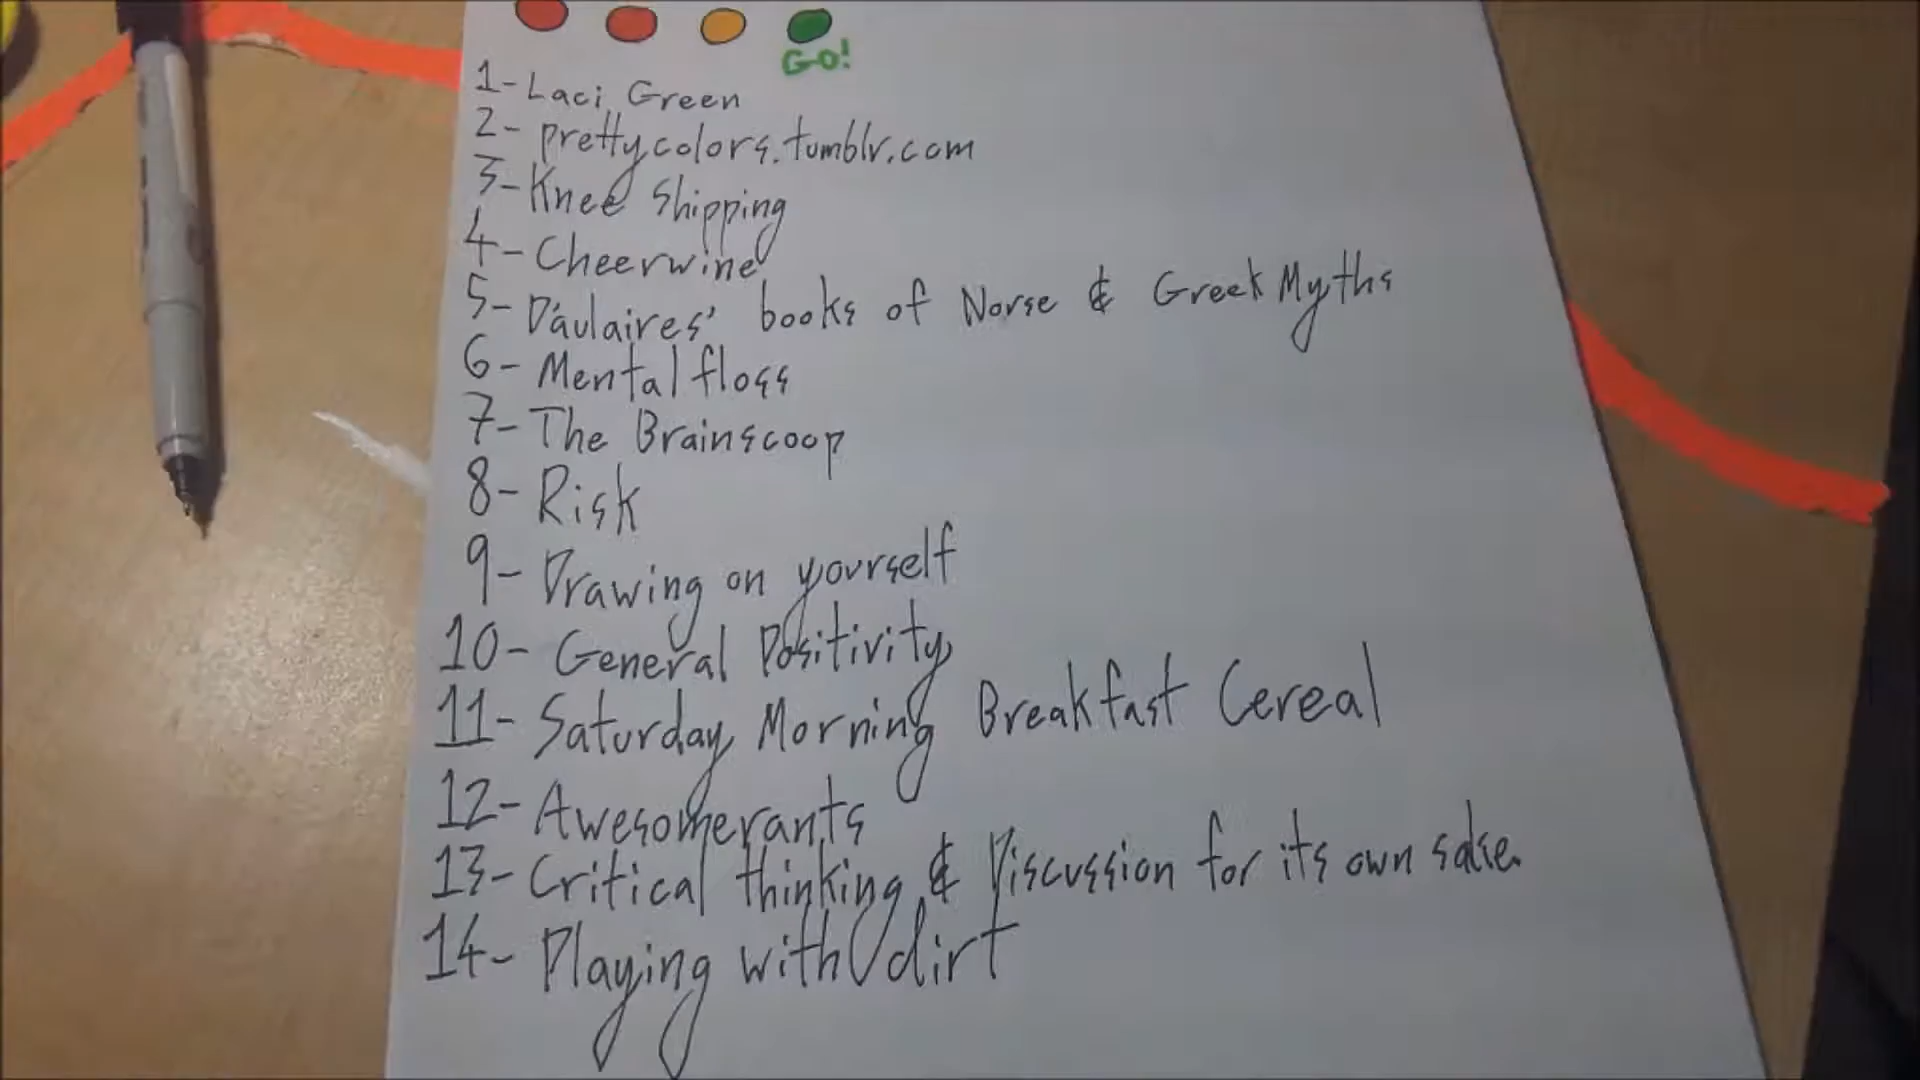 GO!
1- Laci Green
2- prettycolors.tumblr.com
3- Knee Shipping
4- Cheerwine
5- D'aulaires' books of Norse & Greek Myths
6- Mental floss
7- The Brainscoop
8- Risk
9- Drawing on yourself
10- General Positivity
11- Saturday Morning Breakfast Cereal
12- Awesomerants
13- Critical thinking & Discussion for its own sake.
14- Playing with dirt